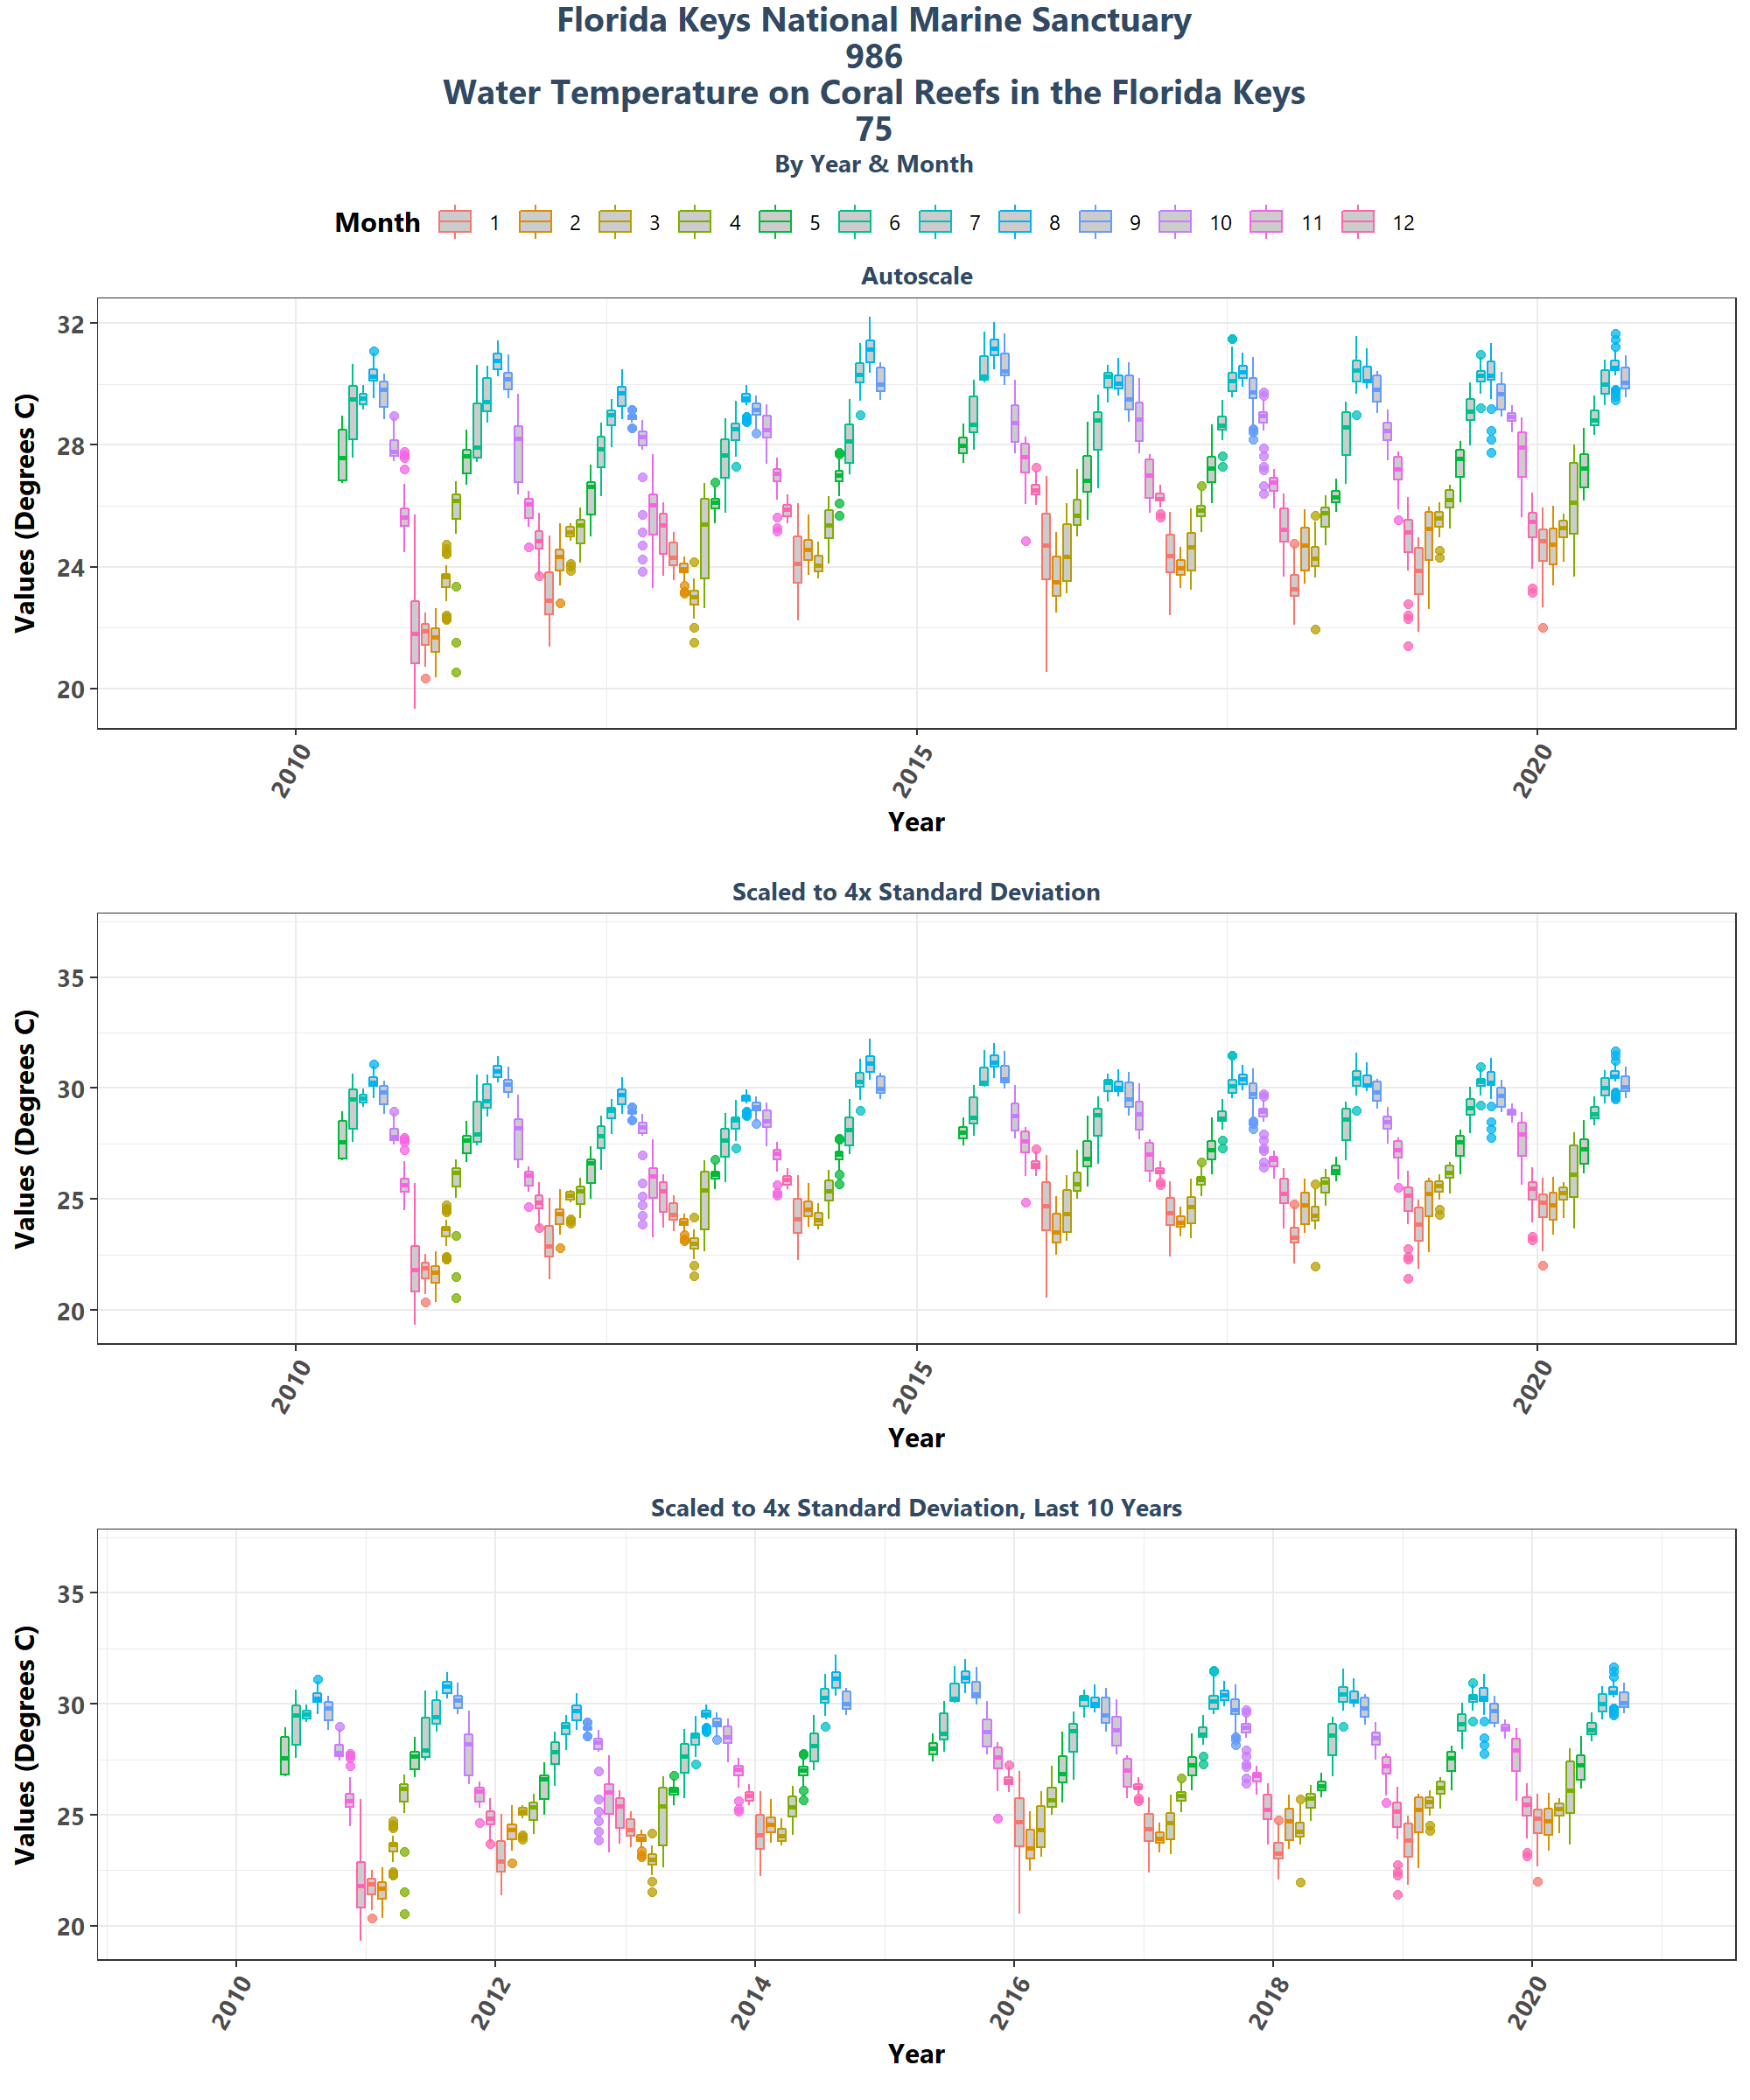 Florida Keys National Marine Sanctuary
986
Water Temperature on Coral Reefs in the Florida Keys
75
By Year & Month
Month 1 2 3 4 5 6 7 8 9 10 11 12
Autoscale
Values (Degrees C)
32
28
24
20
2010 2015 2020
Year
Scaled to 4x Standard Deviation
Values (Degrees C)
35
30
25
20
2010 2015 2020
Year
Scaled to 4x Standard Deviation, Last 10 Years
Values (Degrees C)
35
30
25
20
2010 2012 2014 2016 2018 2020
Year